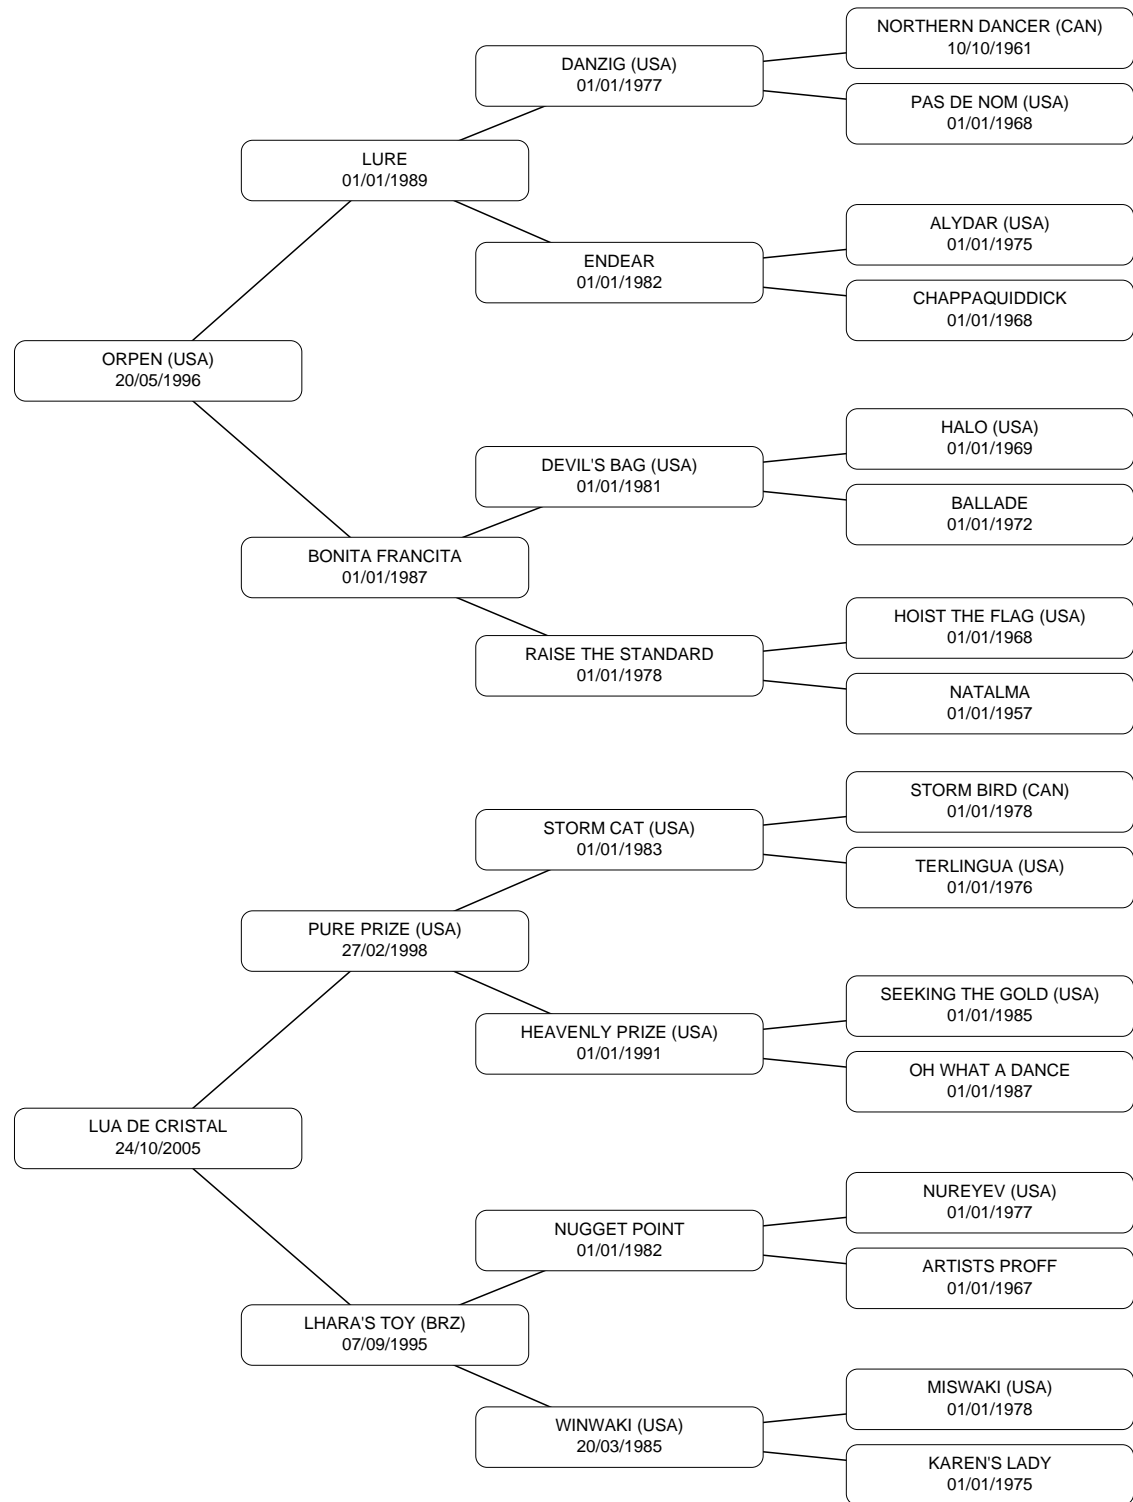 NORTHERN DANCER (CAN)
10/10/1961
DANZIG (USA)
01/01/1977
PAS DE NOM (USA)
01/01/1968
LURE
01/01/1989
ALYDAR (USA)
01/01/1975
ENDEAR
01/01/1982
CHAPPAQUIDDICK
01/01/1968
ORPEN (USA)
20/05/1996
HALO (USA)
01/01/1969
DEVIL'S BAG (USA)
01/01/1981
BALLADE
01/01/1972
BONITA FRANCITA
01/01/1987
HOIST THE FLAG (USA)
01/01/1968
RAISE THE STANDARD
01/01/1978
NATALMA
01/01/1957
STORM BIRD (CAN)
01/01/1978
STORM CAT (USA)
01/01/1983
TERLINGUA (USA)
01/01/1976
PURE PRIZE (USA)
27/02/1998
SEEKING THE GOLD (USA)
01/01/1985
HEAVENLY PRIZE (USA)
01/01/1991
OH WHAT A DANCE
01/01/1987
LUA DE CRISTAL
24/10/2005
NUREYEV (USA)
01/01/1977
NUGGET POINT
01/01/1982
ARTISTS PROFF
01/01/1967
LHARA'S TOY (BRZ)
07/09/1995
MISWAKI (USA)
01/01/1978
WINWAKI (USA)
20/03/1985
KAREN'S LADY
01/01/1975